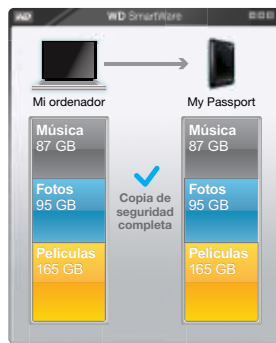 WD
WD SmartWare
Mi ordenador
My Passport
Música
87 GB
Fotos
95 GB
Películas
165 GB
Copia de
seguridad
completa
Música
87 GB
Fotos
95 GB
Películas
165 GB